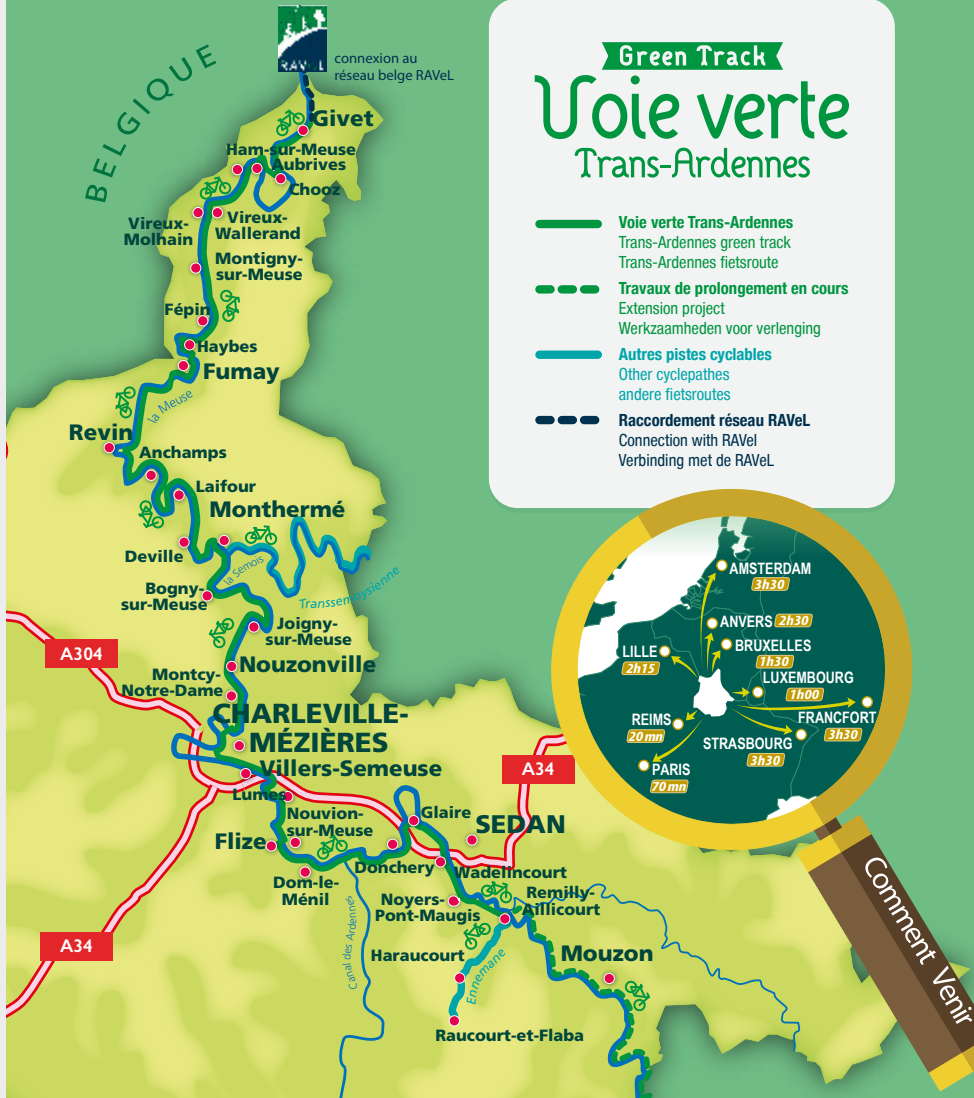 RAVeL
connexion au
réseau belge RAVeL
BELGIQUE
Givet
Ham-sur-Meuse
Aubrives
Chooz
Vireux-
Molhain
Vireux-
Wallerand
Montigny-
sur-Meuse
Fépin
Haybes
Fumay
la Meuse
Revin
Anchamps
Laifour
Monthermé
Deville
la Semois
Bogny-
sur-Meuse
Transsemoysienne
Joigny-
sur-Meuse
A304
Nouzonville
Montcy-
Notre-Dame
CHARLEVILLE-
MÉZIÈRES
Villers-Semeuse
A34
Lumes
Nouvion-
sur-Meuse
Glaire
SEDAN
Flize
Donchery
Wadelincourt
Dom-le-
Ménil
Noyers-
Pont-Maugis
Remilly-
Aillicourt
Canal des Ardennes
A34
Haraucourt
Ennemane
Mouzon
Raucourt-et-Flaba
Green Track
Voie verte
Trans-Ardennes
Voie verte Trans-Ardennes
Trans-Ardennes green track
Trans-Ardennes fietsroute
Travaux de prolongement en cours
Extension project
Werkzaamheden voor verlenging
Autres pistes cyclables
Other cyclepathes
andere fietsroutes
Raccordement réseau RAVeL
Connection with RAVel
Verbinding met de RAVeL
AMSTERDAM
3h30
ANVERS 2h30
BRUXELLES
1h30
LILLE
2h15
LUXEMBOURG
1h00
REIMS
20 mn
FRANCFORT
3h30
STRASBOURG
3h30
PARIS
70 mn
Comment Venir